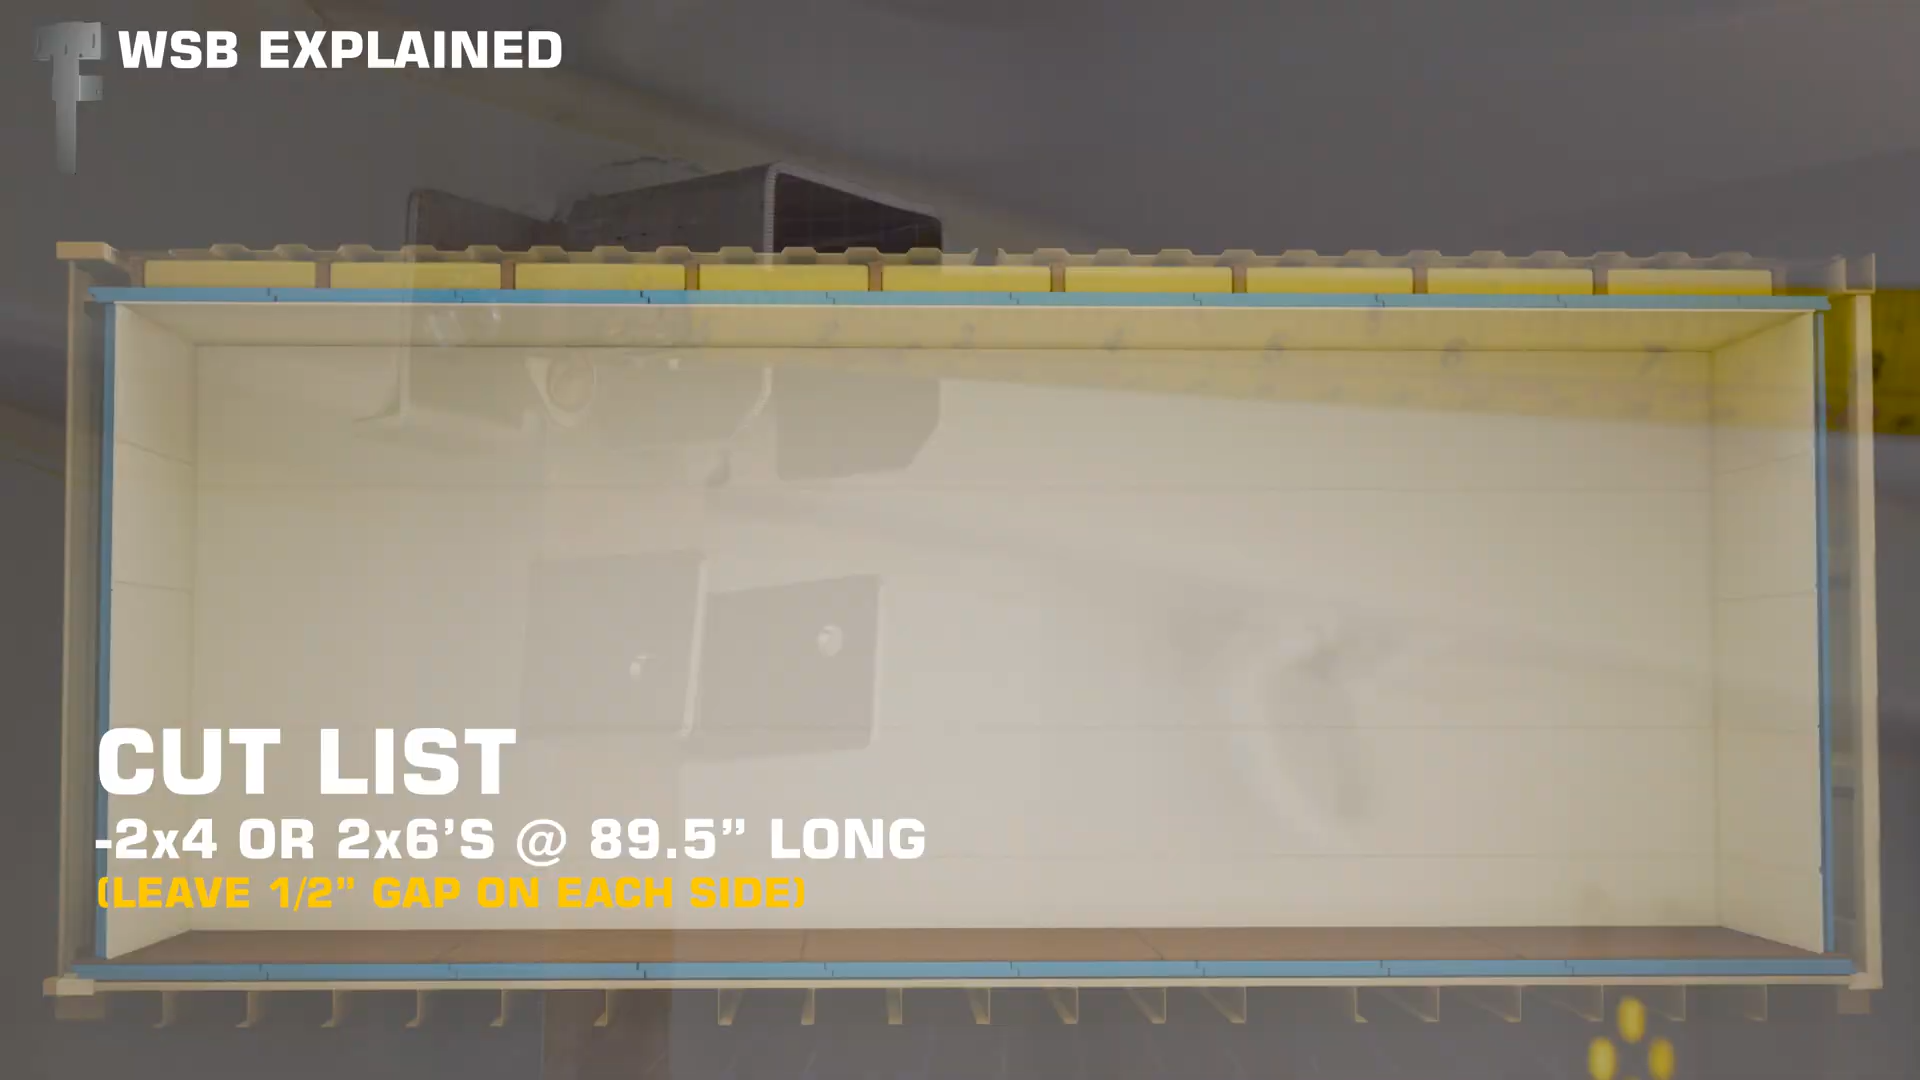 WSB EXPLAINED
CUT LIST
-2x4 OR 2x6’S @ 89.5” LONG
(LEAVE 1/2” GAP ON EACH SIDE)